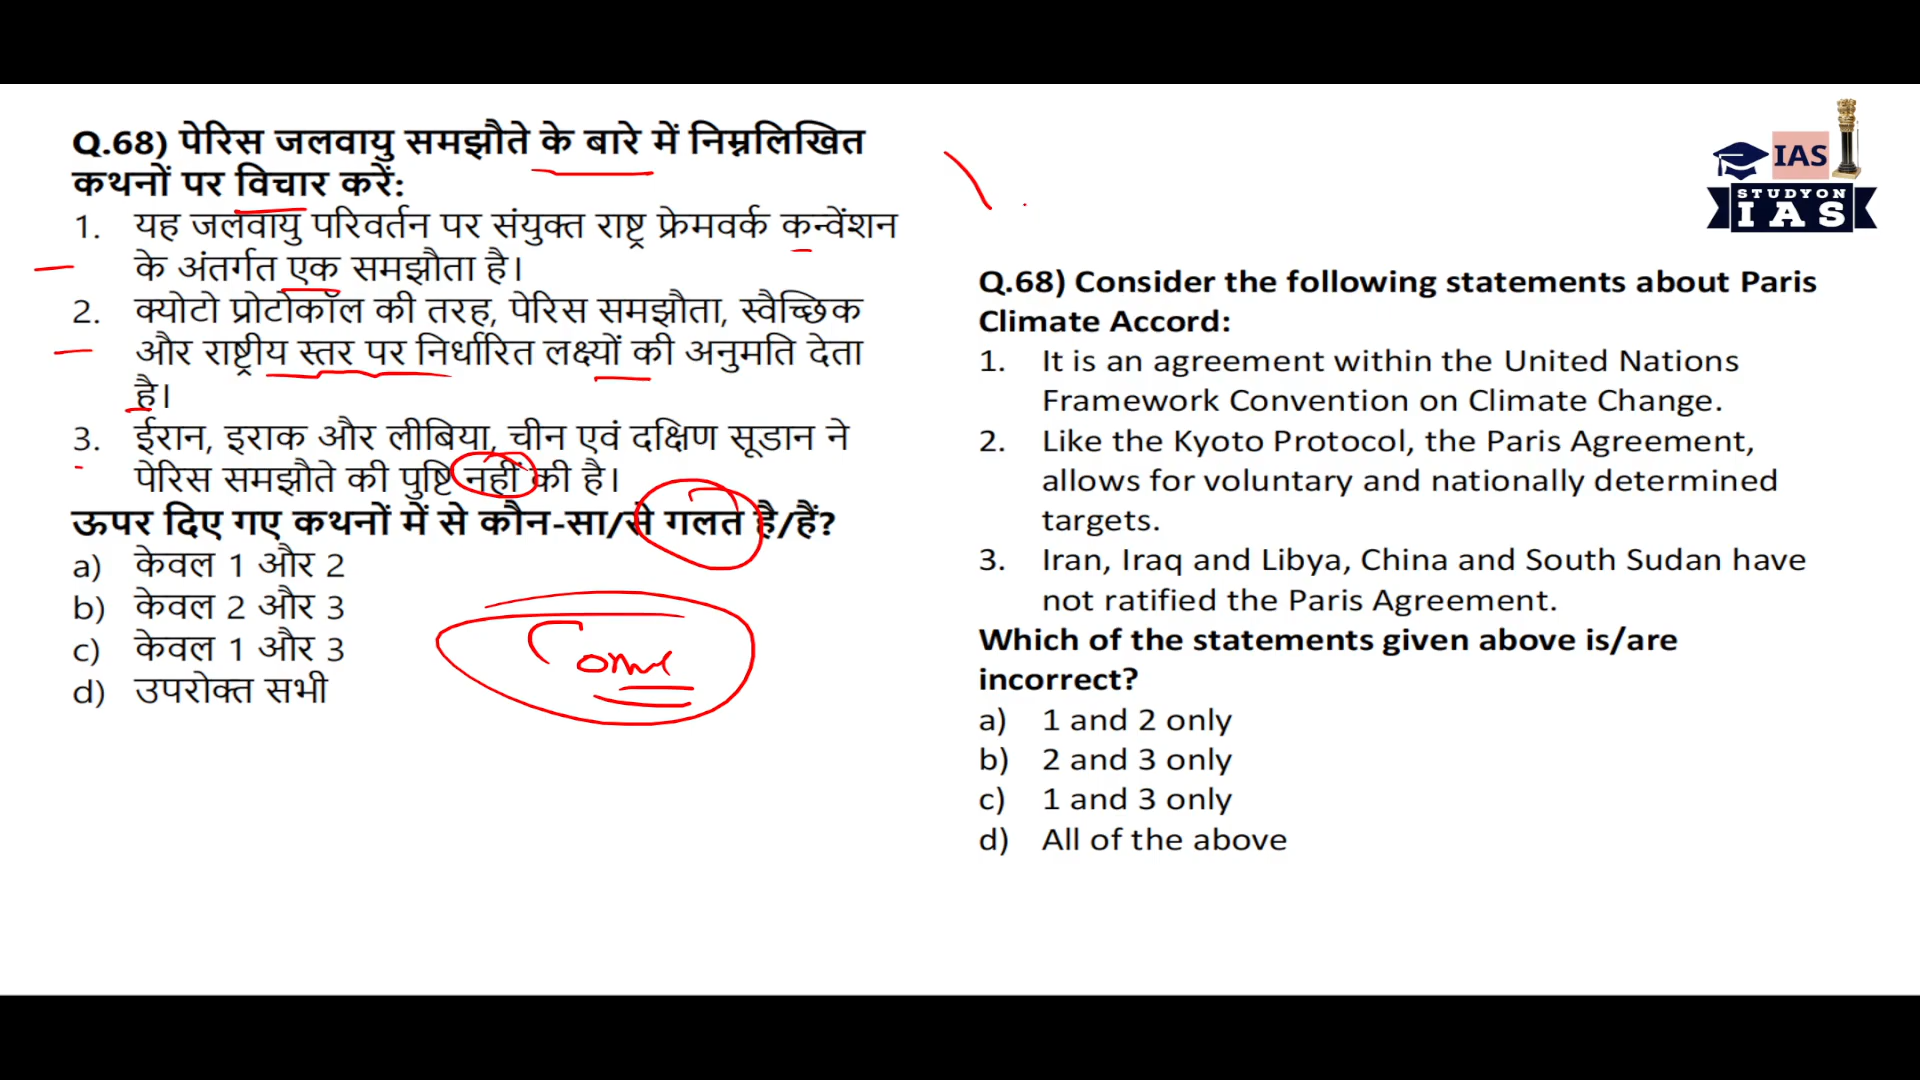 Q.68) पेरिस जलवायु समझौते के बारे में निम्नलिखित
कथनों पर विचार करें:
1. यह जलवायु परिवर्तन पर संयुक्त राष्ट्र फ्रेमवर्क कन्वेंशन
के अंतर्गत एक समझौता है।
2. क्योटो प्रोटोकॉल की तरह, पेरिस समझौता, स्वैच्छिक
और राष्ट्रीय स्तर पर निर्धारित लक्ष्यों की अनुमति देता
है।
3. ईरान, इराक और लीबिया, चीन एवं दक्षिण सूडान ने
पेरिस समझौते की पुष्टि नहीं की है।
ऊपर दिए गए कथनों में से कौन-सा/से गलत है/हैं?
a) केवल 1 और 2
b) केवल 2 और 3
c) केवल 1 और 3
d) उपरोक्त सभी
IAS
STUDYON
IAS
Q.68) Consider the following statements about Paris
Climate Accord:
1. It is an agreement within the United Nations
Framework Convention on Climate Change.
2. Like the Kyoto Protocol, the Paris Agreement,
allows for voluntary and nationally determined
targets.
3. Iran, Iraq and Libya, China and South Sudan have
not ratified the Paris Agreement.
Which of the statements given above is/are
incorrect?
a) 1 and 2 only
b) 2 and 3 only
c) 1 and 3 only
d) All of the above